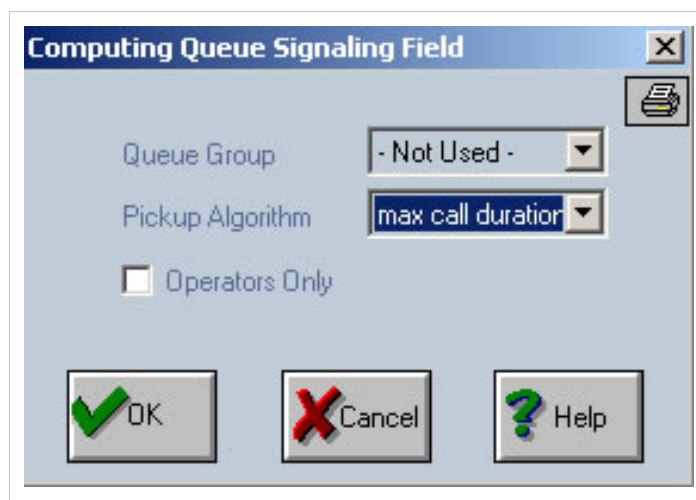 Computing Queue Signaling Field
Queue Group - Not Used -
Pickup Algorithm max call duration
Operators Only
OK Cancel Help